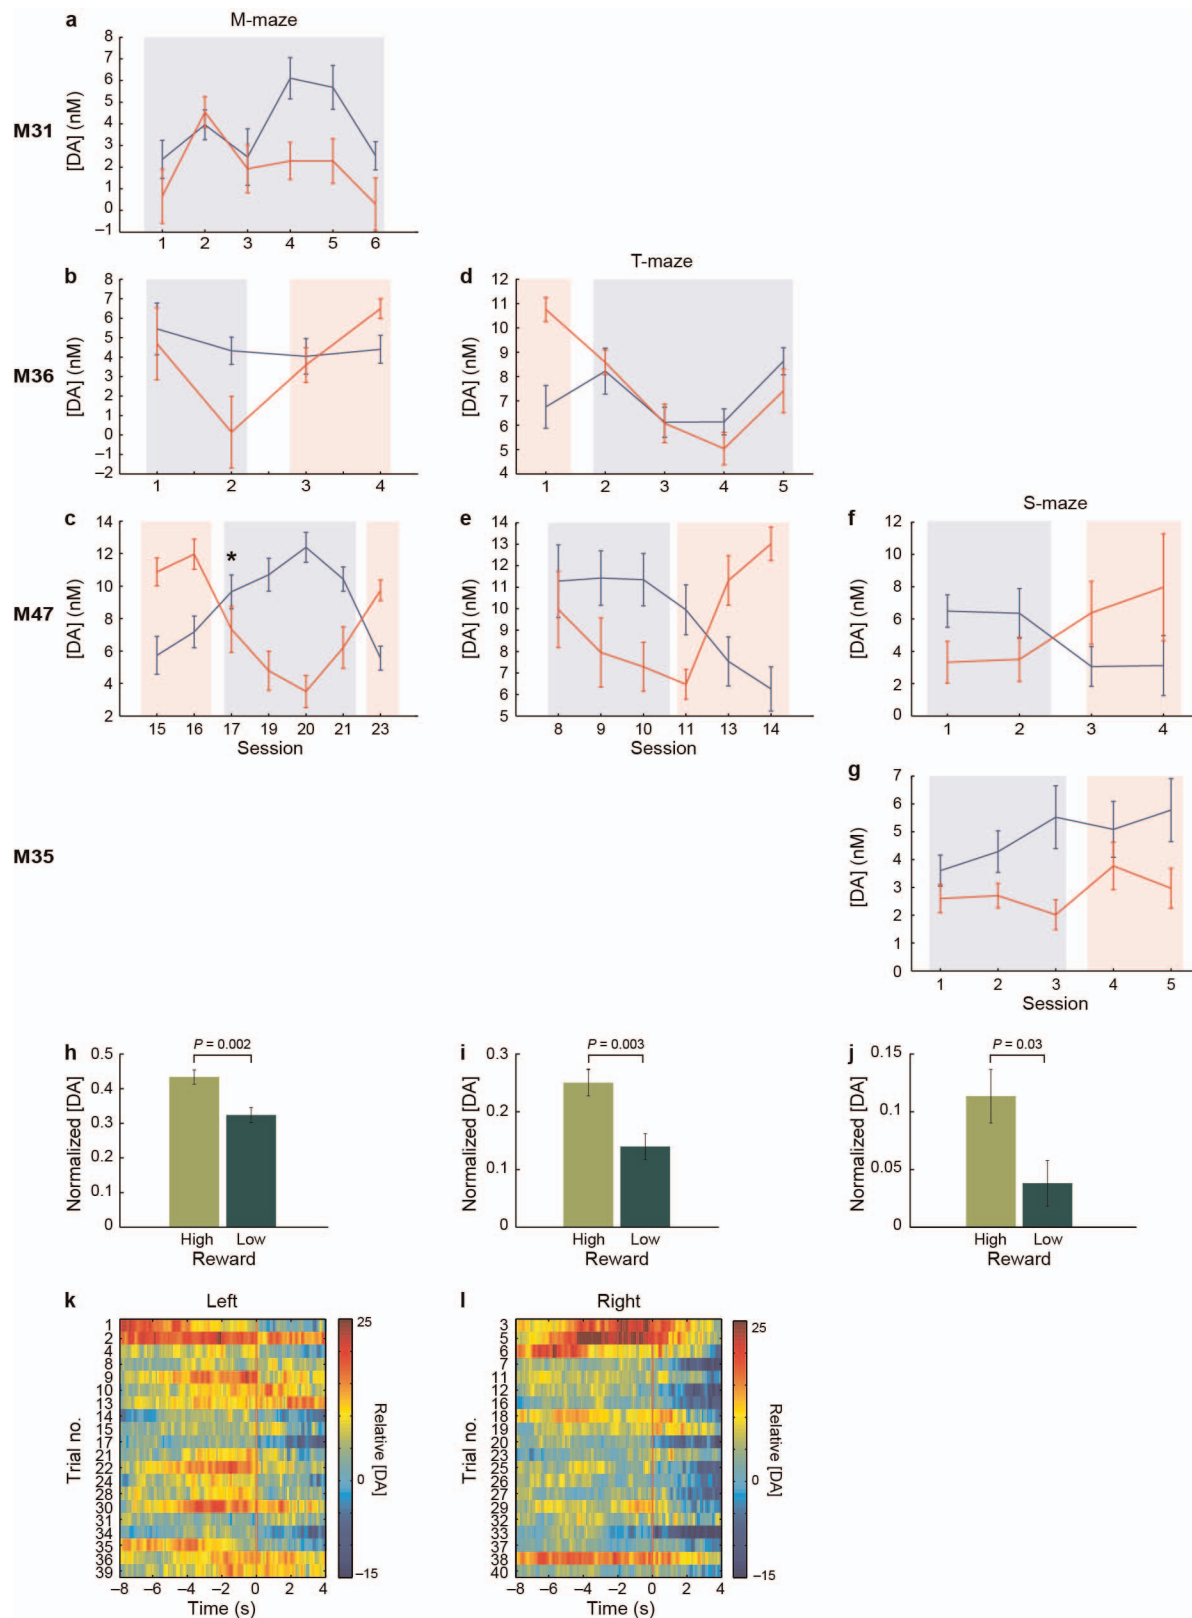 a
M-maze
M31
[DA] (nM)
8
7
6
5
4
3
2
1
0
–1
1 2 3 4 5 6
b
M36
[DA] (nM)
8
7
6
5
4
3
2
1
0
–1
–2
1 2 3 4
d
T-maze
[DA] (nM)
12
11
10
9
8
7
6
5
4
1 2 3 4 5
c
M47
[DA] (nM)
14
12
10
8
6
4
2
*
15 16 17 19 20 21 23
Session
e
[DA] (nM)
14
13
12
11
10
9
8
7
6
5
8 9 10 11 13 14
Session
f
S-maze
[DA] (nM)
12
10
8
6
4
2
0
1 2 3 4
g
M35
[DA] (nM)
7
6
5
4
3
2
1
0
1 2 3 4 5
Session
h
P = 0.002
Normalized [DA]
0.5
0.4
0.3
0.2
0.1
0
High Low
Reward
i
P = 0.003
Normalized [DA]
0.3
0.2
0.1
0
High Low
Reward
j
P = 0.03
Normalized [DA]
0.15
0.1
0.05
0
High Low
Reward
k
Left
Trial no.
1
2
4
8
9
10
13
14
15
17
21
22
24
28
30
31
34
35
36
39
–8 –6 –4 –2 0 2 4
Time (s)
25
0
–15
Relative [DA]
l
Right
Trial no.
3
5
6
7
11
12
16
18
19
20
23
25
26
27
29
32
33
37
38
40
–8 –6 –4 –2 0 2 4
Time (s)
25
0
–15
Relative [DA]